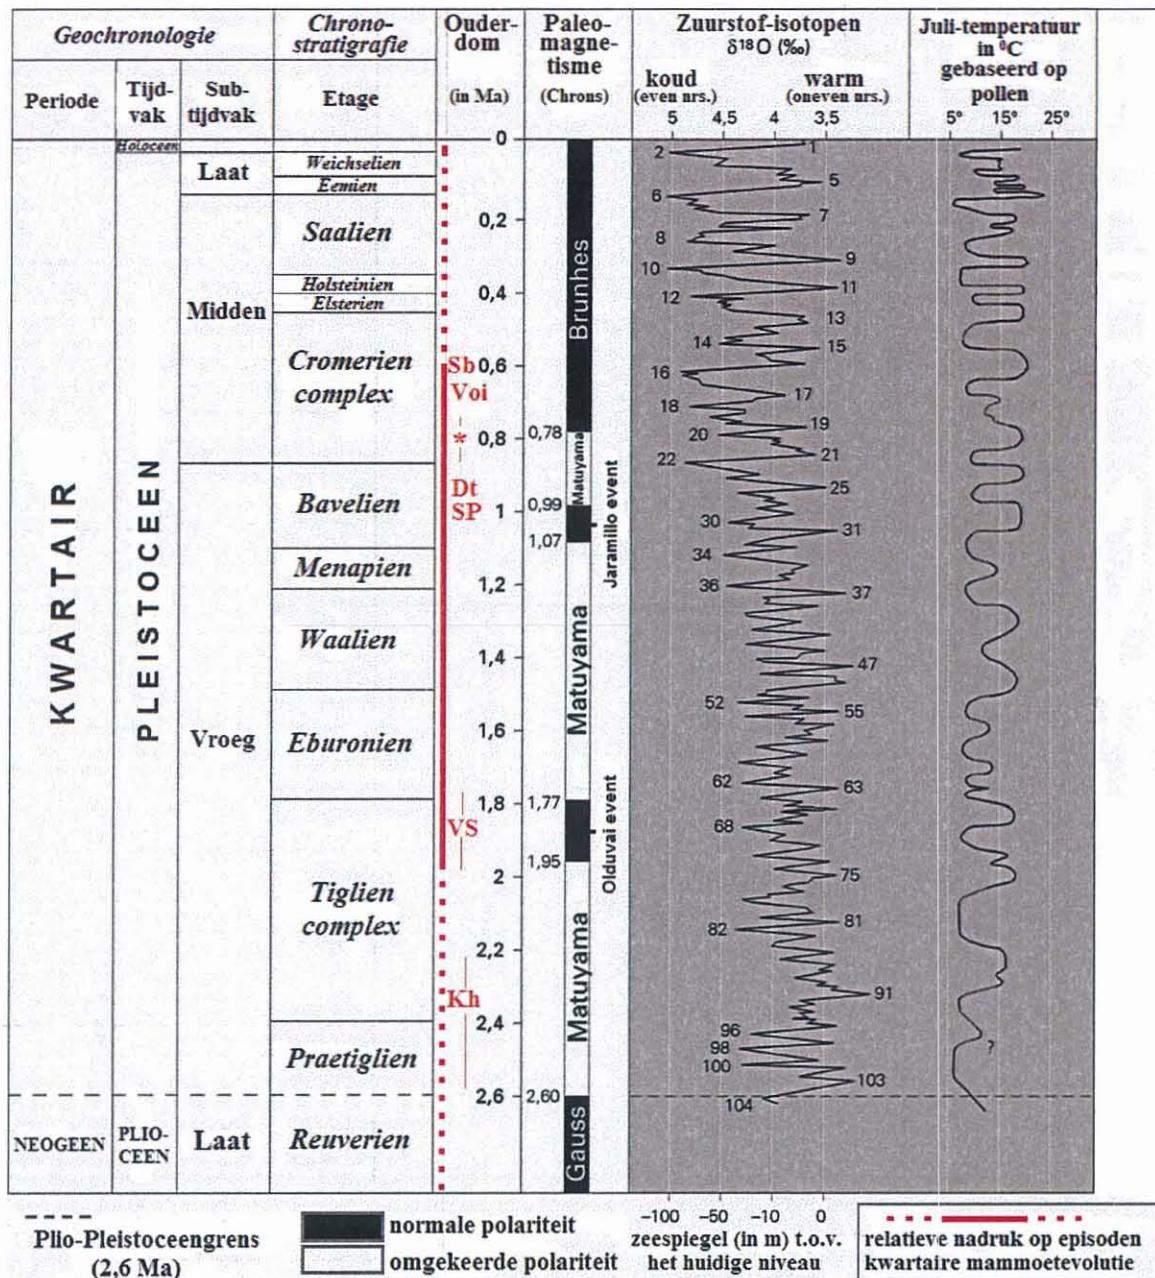 Geochronologie
Chrono-
stratigrafie
Ouder-
dom
(in Ma)
Paleo-
magne-
tisme
(Chrons)
Zuurstof-isotopen
δ¹⁸O (‰)
koud
(even nrs.)
warm
(oneven nrs.)
5
4,5
4
3,5
Juli-temperatuur
in ⁰C
gebaseerd op
pollen
5°
15°
25°
Periode
Tijd-
vak
Sub-
tijdvak
Etage
KWARTAIR
PLEISTOCEEN
Holoceen
Laat
Midden
Vroeg
Weichselien
Eemien
Saalien
Holsteinien
Elsterien
Cromerien
complex
Bavelien
Menapien
Waalien
Eburonien
Tiglien
complex
Praetiglien
NEOGEEN
PLIO-
CEEN
Laat
Reuverien
0
0,2
0,4
0,6
0,8
1
1,2
1,4
1,6
1,8
2
2,2
2,4
2,6
Sb
Voi
*
Dt
SP
VS
Kh
Brunhes
0,78
Matuyama
0,99
1,07
Jaramillo event
Matuyama
1,77
1,95
Olduvai event
Matuyama
2,60
Gauss
1
2
5
6
7
8
9
10
11
12
13
14
15
16
17
18
19
20
21
22
25
30
31
34
36
37
47
52
55
62
63
68
75
81
82
91
96
98
100
103
104
?
Plio-Pleistoceengrens
(2,6 Ma)
normale polariteit
omgekeerde polariteit
−100 −50 −10 0
zeespiegel (in m) t.o.v.
het huidige niveau
relatieve nadruk op episoden
kwartaire mammoetevolutie